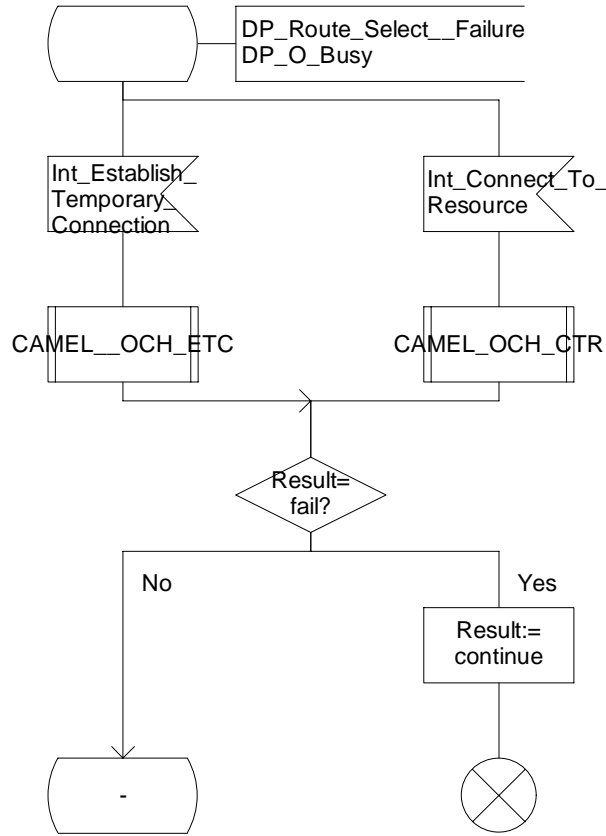 DP_Route_Select__Failure
DP_O_Busy
Int_Establish_
Temporary_
Connection
Int_Connect_To_
Resource
CAMEL__OCH_ETC
CAMEL_OCH_CTR
Result=
fail?
No
Yes
Result:=
continue
-